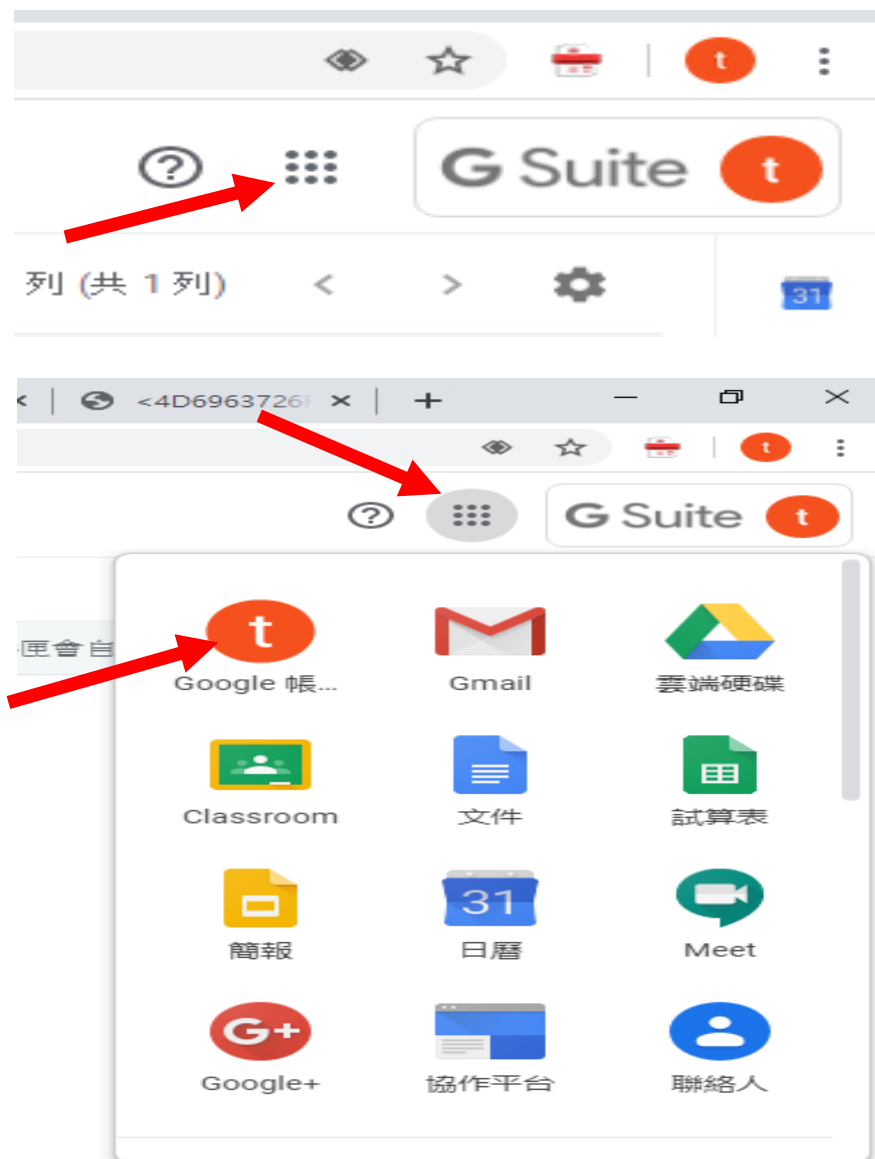 t
G Suite t
列 (共 1 列) < >
31
<4D6963726
t
G Suite t
匣會自
t
Google 帳...
Gmail
雲端硬碟
Classroom
文件
試算表
簡報
31
日曆
Meet
G+
Google+
協作平台
聯絡人